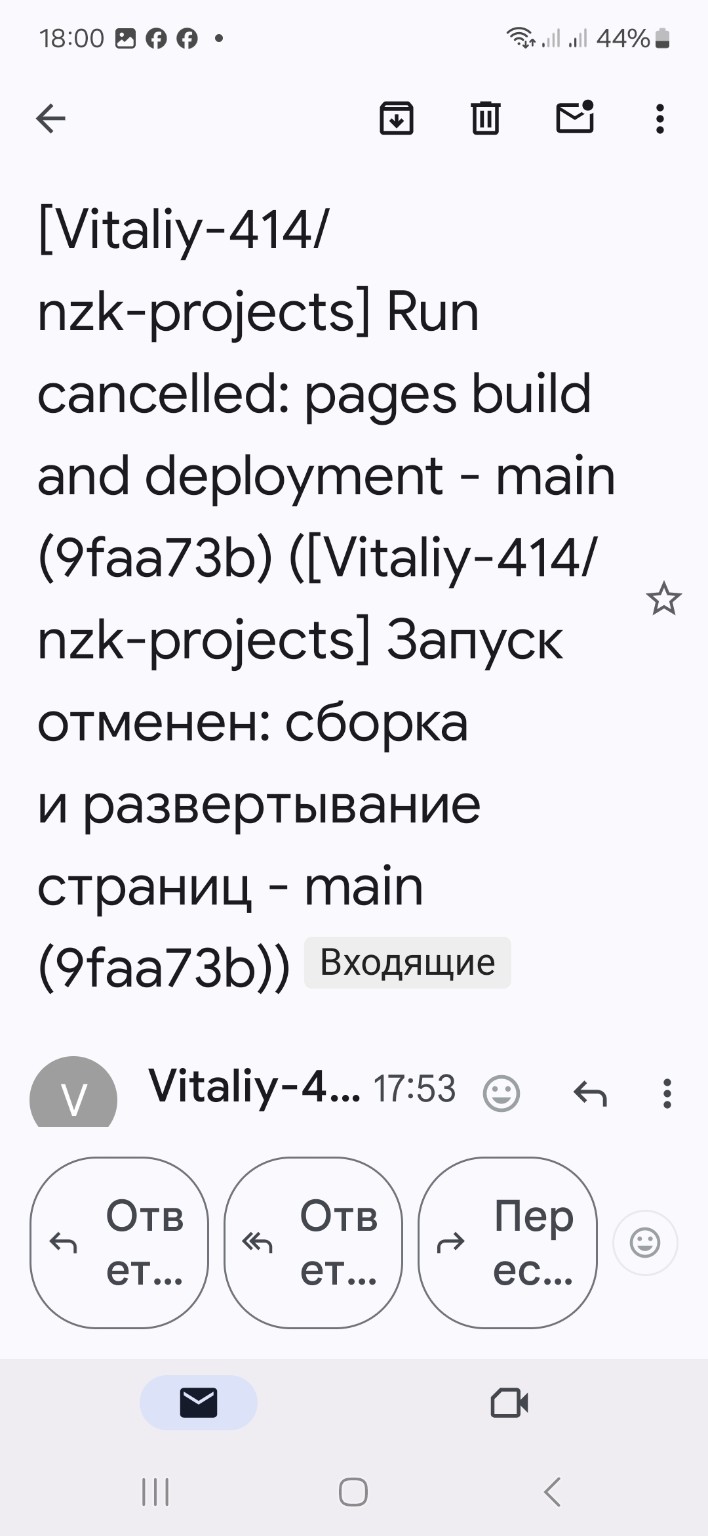 18:00
44%
[Vitaliy-414/
nzk-projects] Run
cancelled: pages build
and deployment - main
(9faa73b) ([Vitaliy-414/
nzk-projects] Запуск
отменен: сборка
и развертывание
страниц - main
(9faa73b)) Входящие
V
Vitaliy-4... 17:53
Отв
ет...
Отв
ет...
Пер
ес...